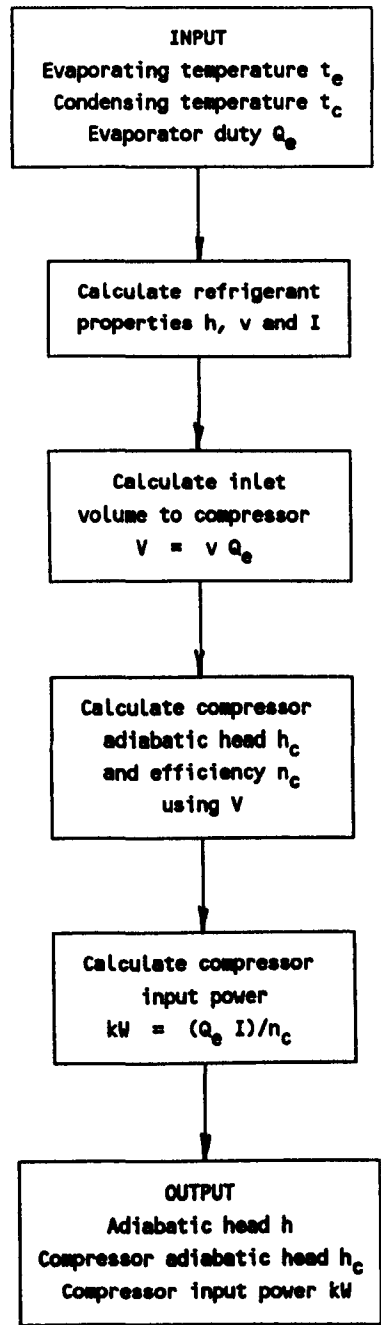 INPUT
Evaporating temperature t_e
Condensing temperature t_c
Evaporator duty Q_e
Calculate refrigerant
properties h, v and I
Calculate inlet
volume to compressor
V = v Q_e
Calculate compressor
adiabatic head h_c
and efficiency n_c
using V
Calculate compressor
input power
kW = (Q_e I)/n_c
OUTPUT
Adiabatic head h
Compressor adiabatic head h_c
Compressor input power kW